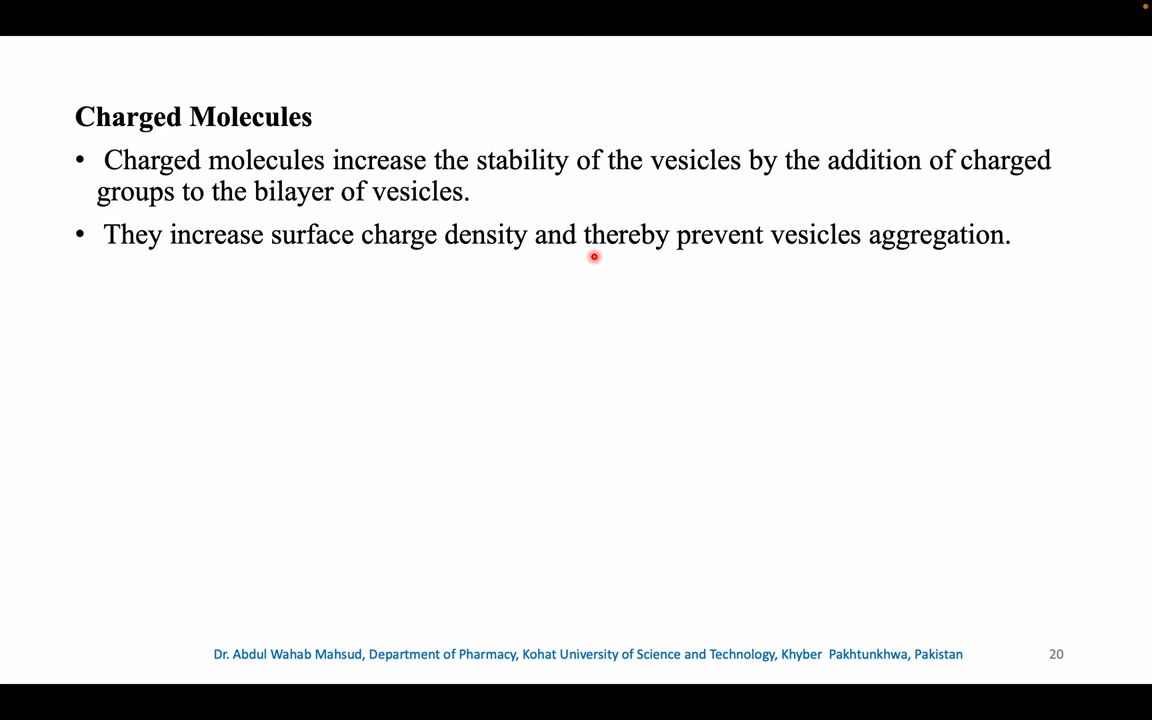 Charged Molecules
• Charged molecules increase the stability of the vesicles by the addition of charged
groups to the bilayer of vesicles.
• They increase surface charge density and thereby prevent vesicles aggregation.
Dr. Abdul Wahab Mahsud, Department of Pharmacy, Kohat University of Science and Technology, Khyber Pakhtunkhwa, Pakistan
20